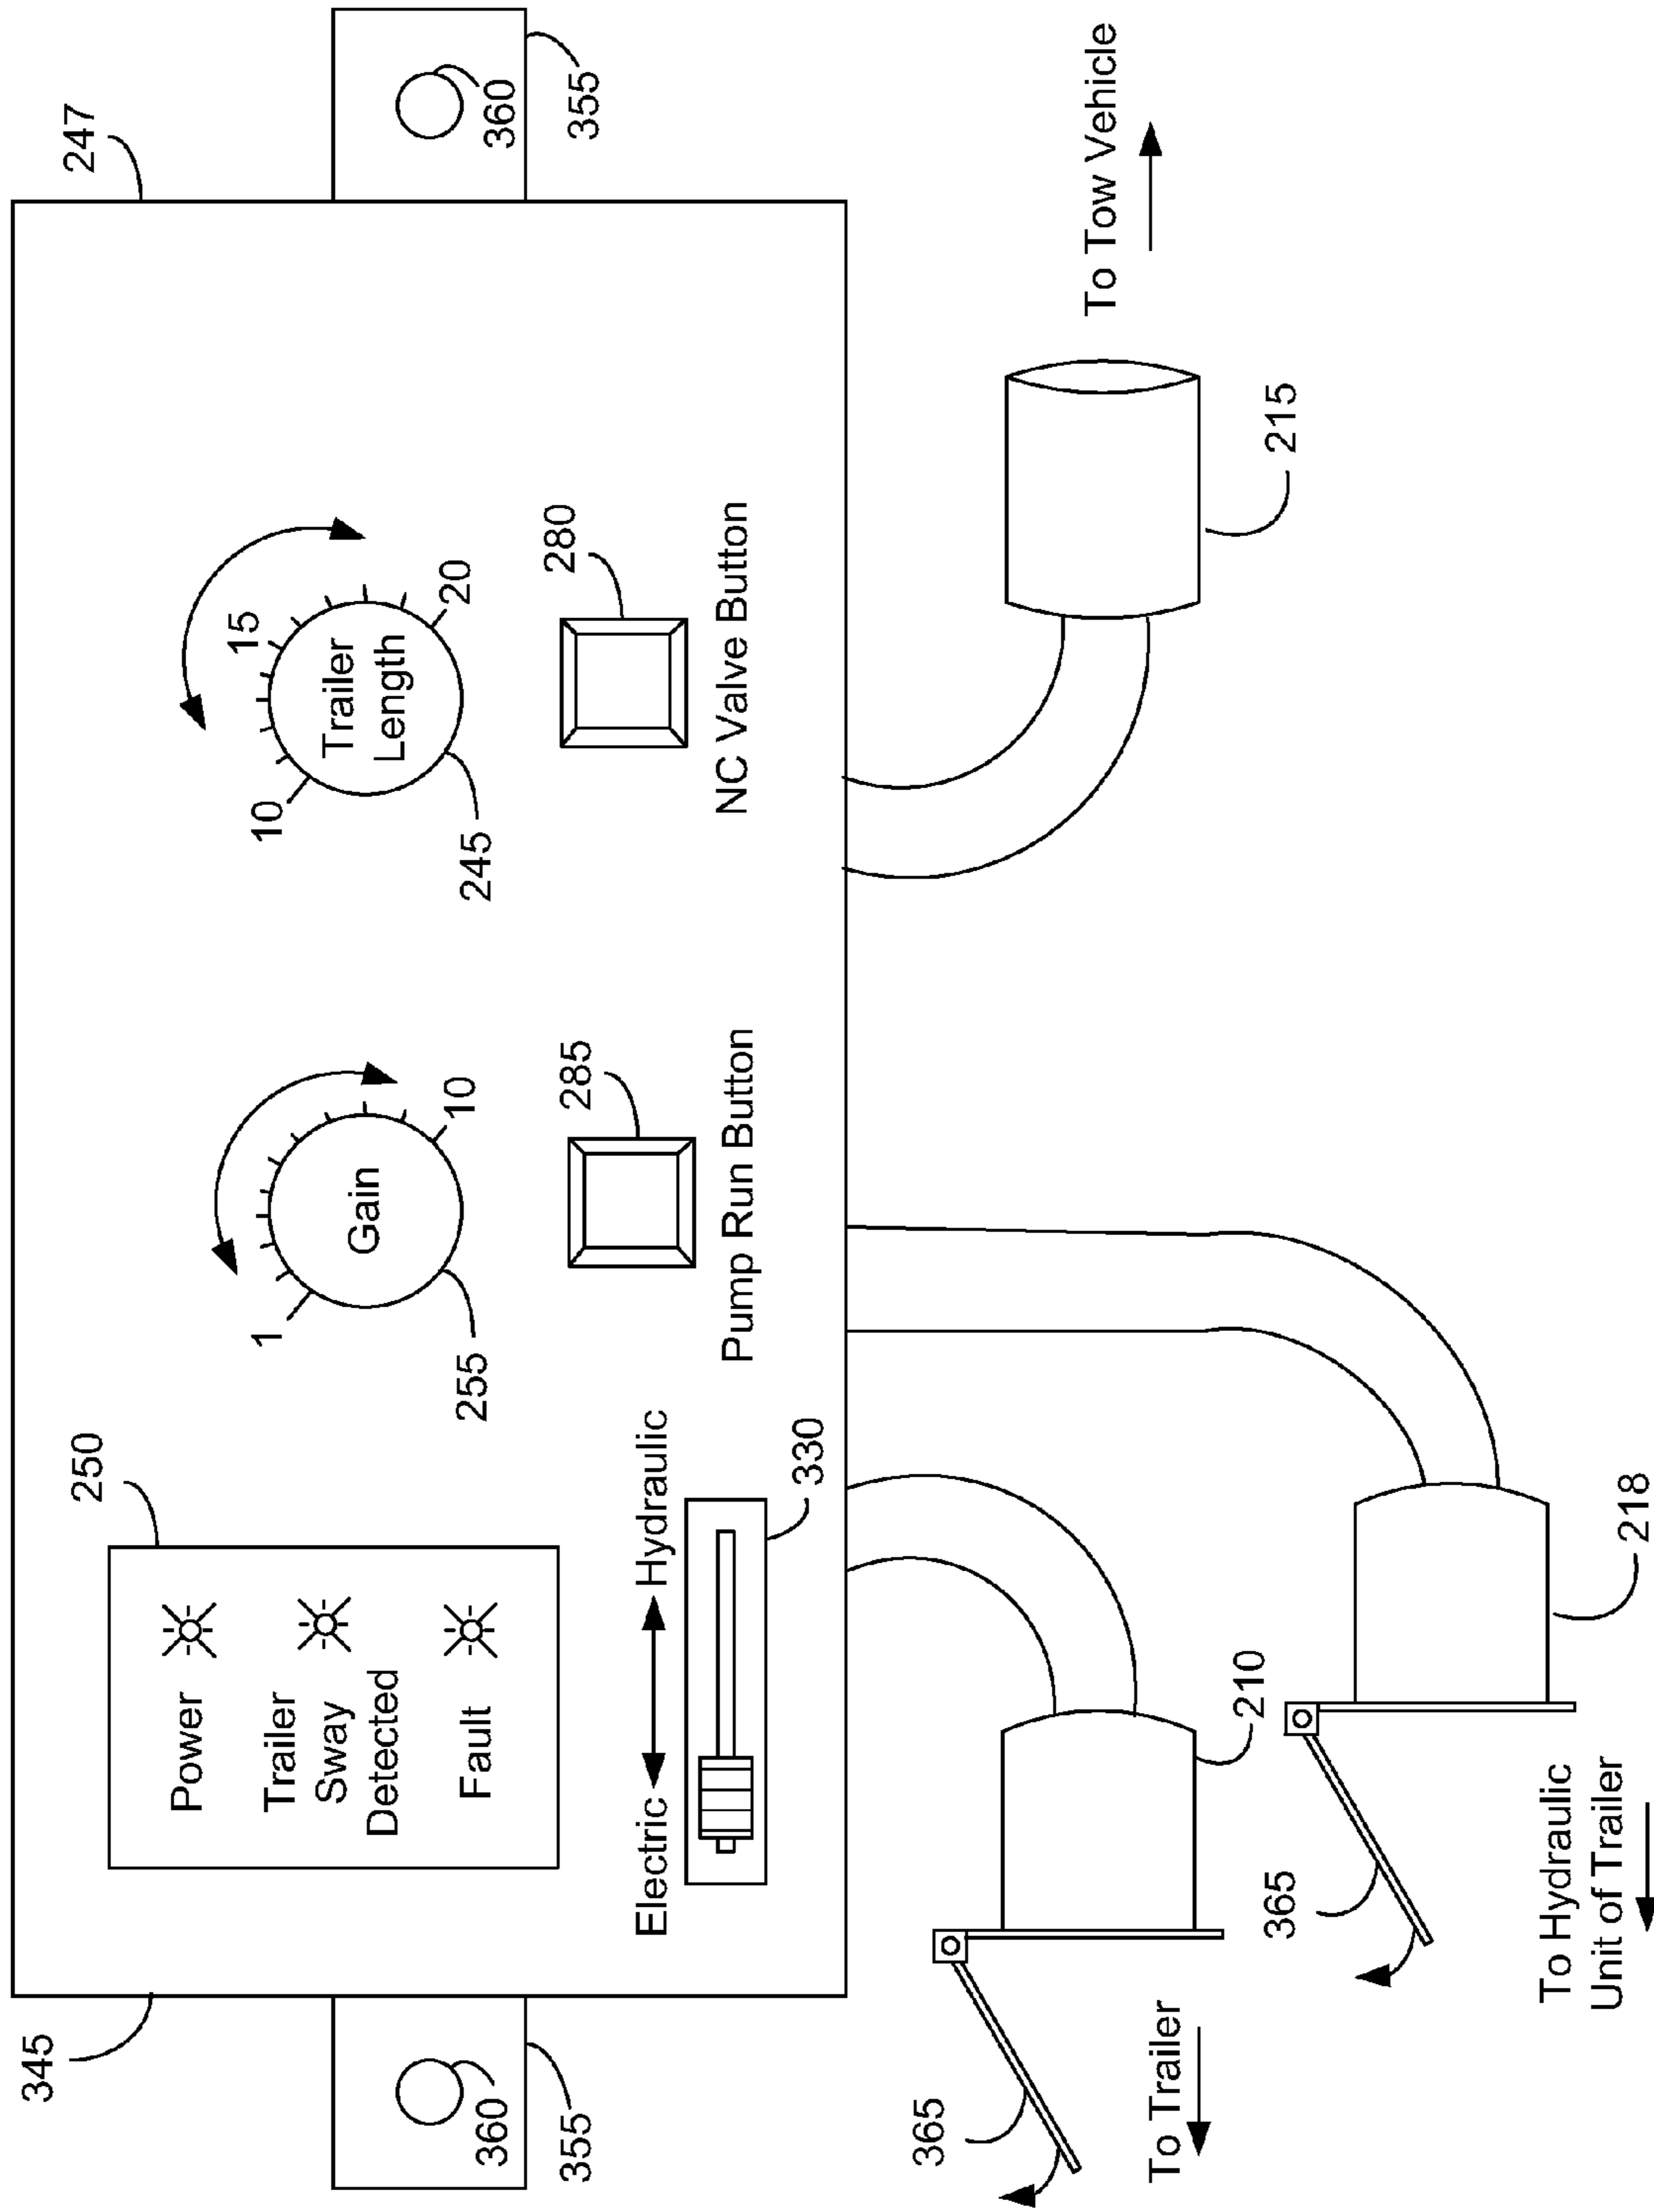 345
247
250
Power
Trailer
Sway
Detected
Fault
1
Gain
10
255
10
15
Trailer
Length
20
245
360
355
360
355
Electric
Hydraulic
330
285
Pump Run Button
280
NC Valve Button
365
210
To Trailer
365
218
To Hydraulic
Unit of Trailer
215
To Tow Vehicle